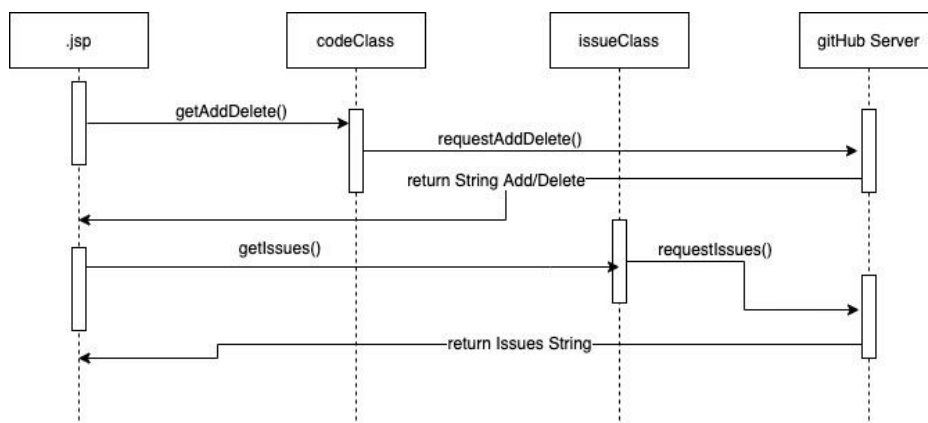 .jsp
codeClass
issueClass
gitHub Server
getAddDelete()
requestAddDelete()
return String Add/Delete
getIssues()
requestIssues()
return Issues String